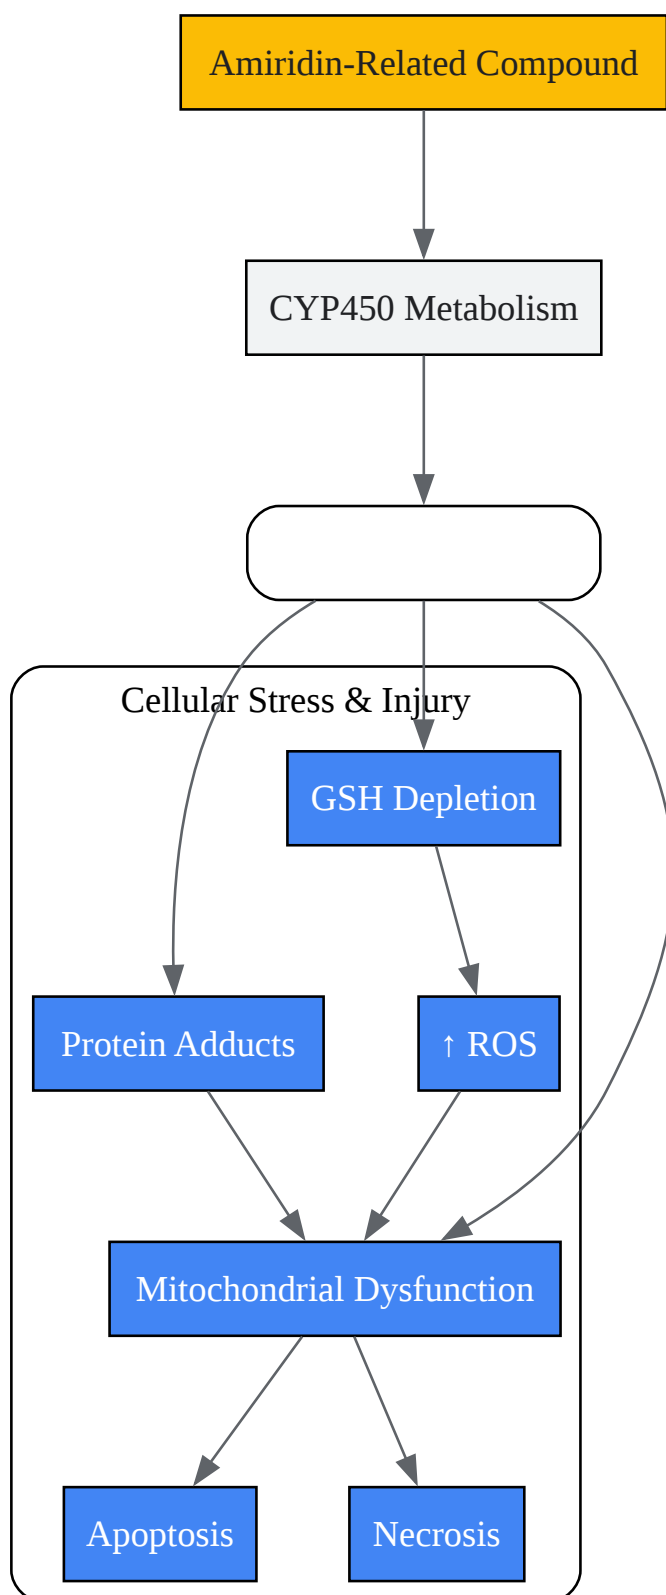 Amiridin-Related Compound
CYP450 Metabolism
Cellular Stress & Injury
GSH Depletion
Protein Adducts
↑ ROS
Mitochondrial Dysfunction
Apoptosis
Necrosis